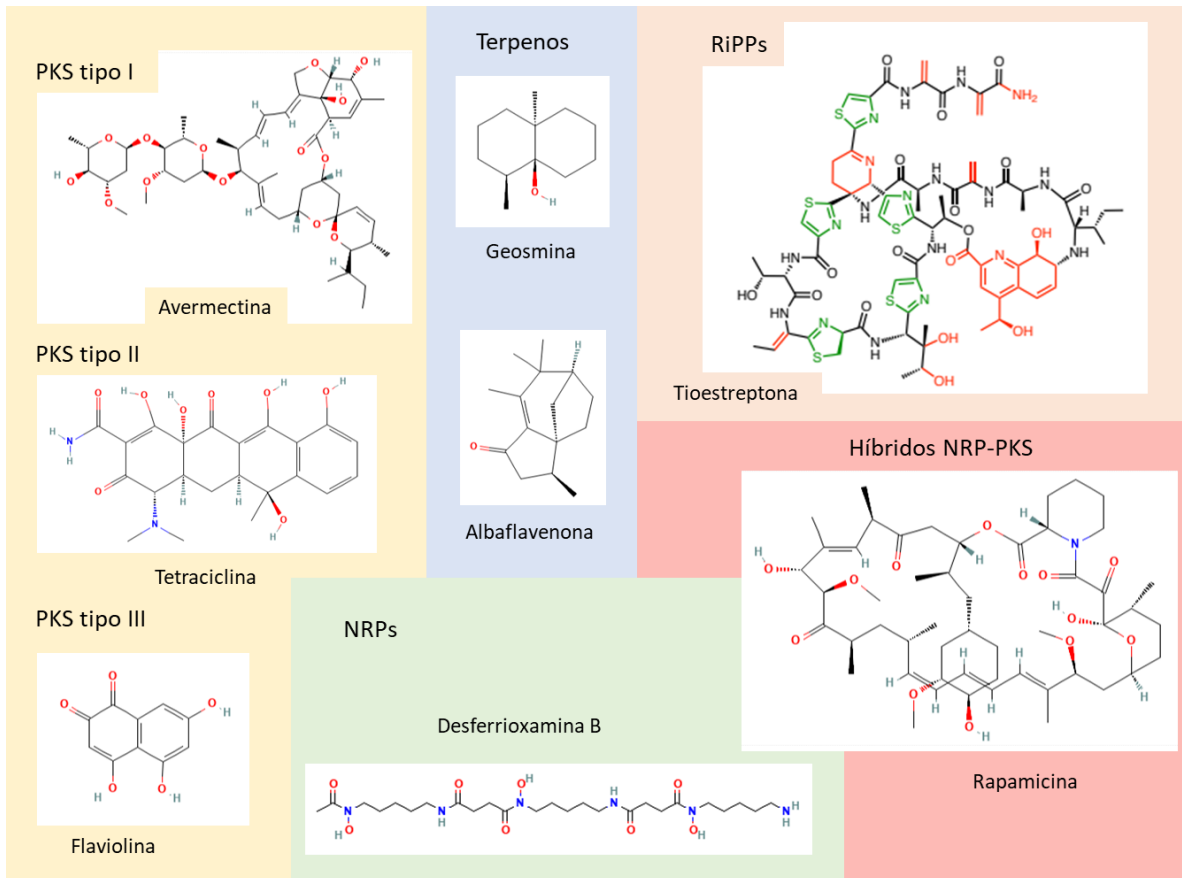 PKS tipo I
Avermectina
PKS tipo II
Tetraciclina
PKS tipo III
Flaviolina
Terpenos
Geosmina
Albaflavenona
NRPs
Desferrioxamina B
RiPPs
Tioestreptona
Híbridos NRP-PKS
Rapamicina